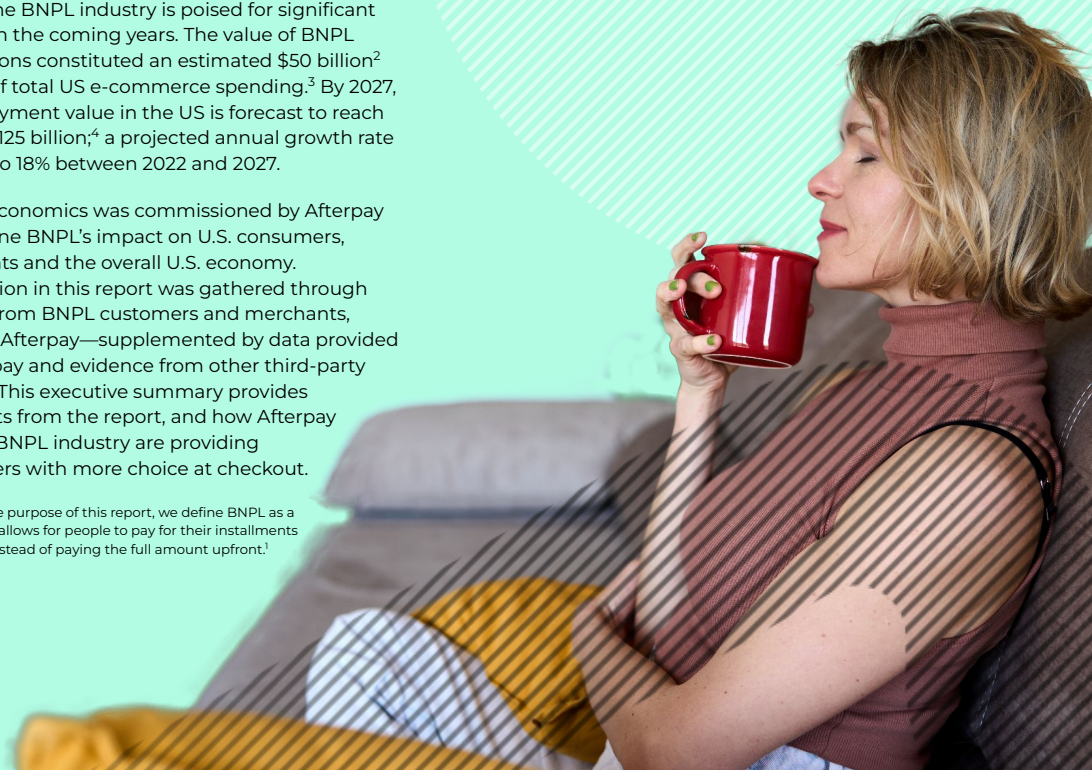 he BNPL industry is poised for significant
n the coming years. The value of BNPL
ons constituted an estimated $50 billion²
f total US e-commerce spending.³ By 2027,
yment value in the US is forecast to reach
125 billion;⁴ a projected annual growth rate
o 18% between 2022 and 2027.
conomics was commissioned by Afterpay
ne BNPL’s impact on U.S. consumers,
ts and the overall U.S. economy.
ion in this report was gathered through
rom BNPL customers and merchants,
Afterpay—supplemented by data provided
pay and evidence from other third-party
This executive summary provides
ts from the report, and how Afterpay
BNPL industry are providing
ers with more choice at checkout.
e purpose of this report, we define BNPL as a
allows for people to pay for their installments
stead of paying the full amount upfront.¹